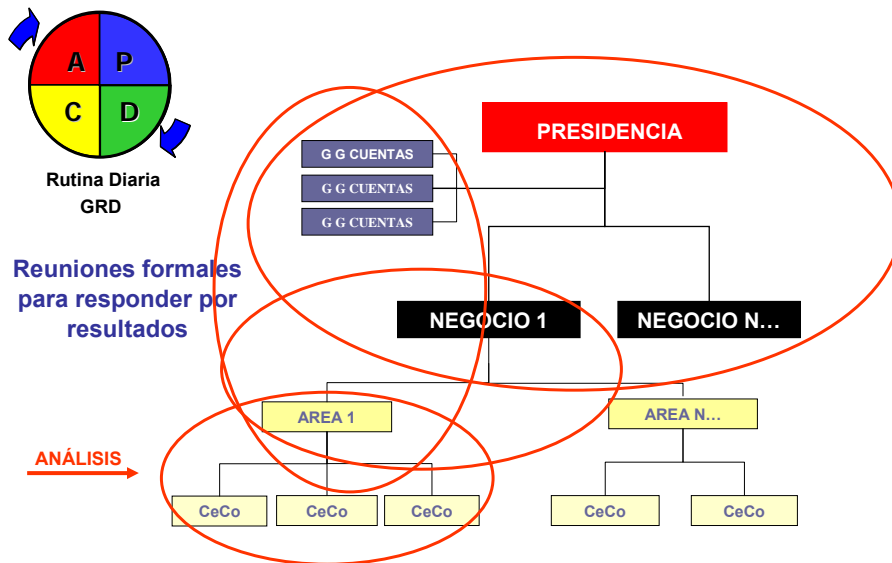 A P
C D
Rutina Diaria
GRD
Reuniones formales
para responder por
resultados
PRESIDENCIA
G G CUENTAS
G G CUENTAS
G G CUENTAS
NEGOCIO 1
NEGOCIO N...
AREA 1
AREA N...
ANÁLISIS
CeCo
CeCo
CeCo
CeCo
CeCo